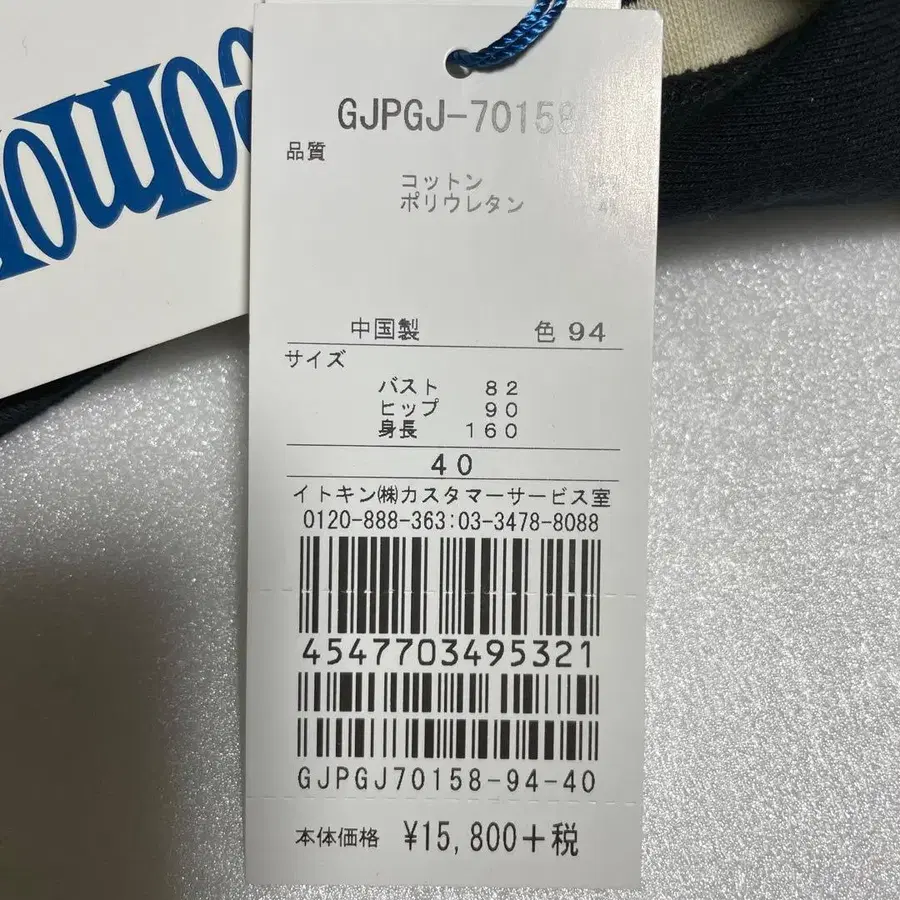 GJPGJ-70158
品質
コットン
ポリウレタン
中国製 色 94
サイズ
バスト 82
ヒップ 90
身長 160
40
イトキン㈱カスタマーサービス室
0120-888-363:03-3478-8088
4547703495321
GJPGJ70158-94-40
本体価格 ¥15,800+税